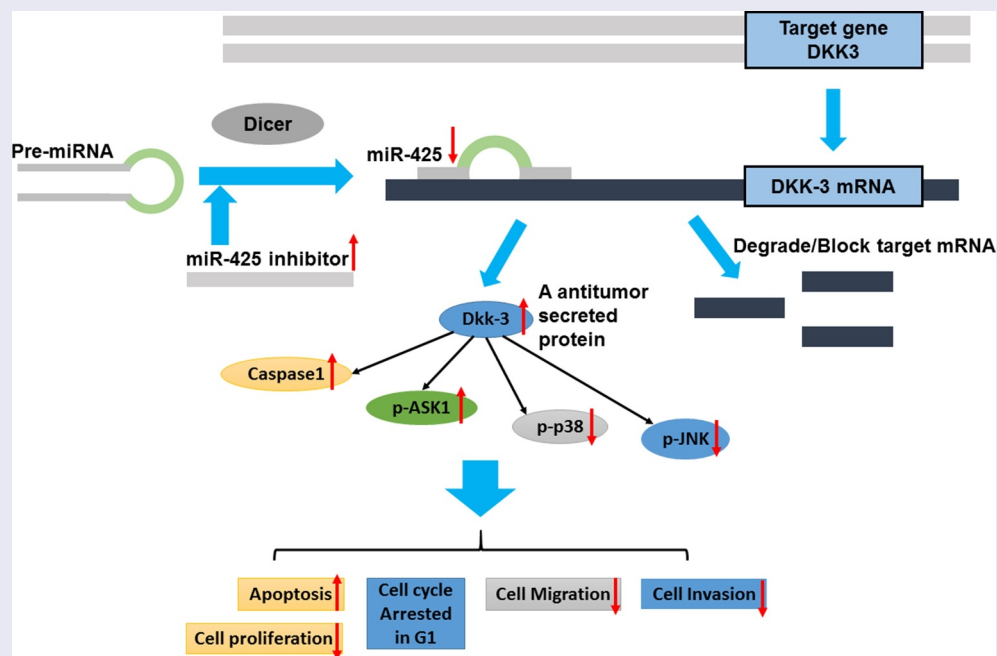 Target gene
DKK3
Dicer
Pre-miRNA
miR-425
DKK-3 mRNA
miR-425 inhibitor
Degrade/Block target mRNA
Dkk-3
A antitumor
secreted
protein
Caspase1
p-ASK1
p-p38
p-JNK
Apoptosis
Cell proliferation
Cell cycle
Arrested
in G1
Cell Migration
Cell Invasion